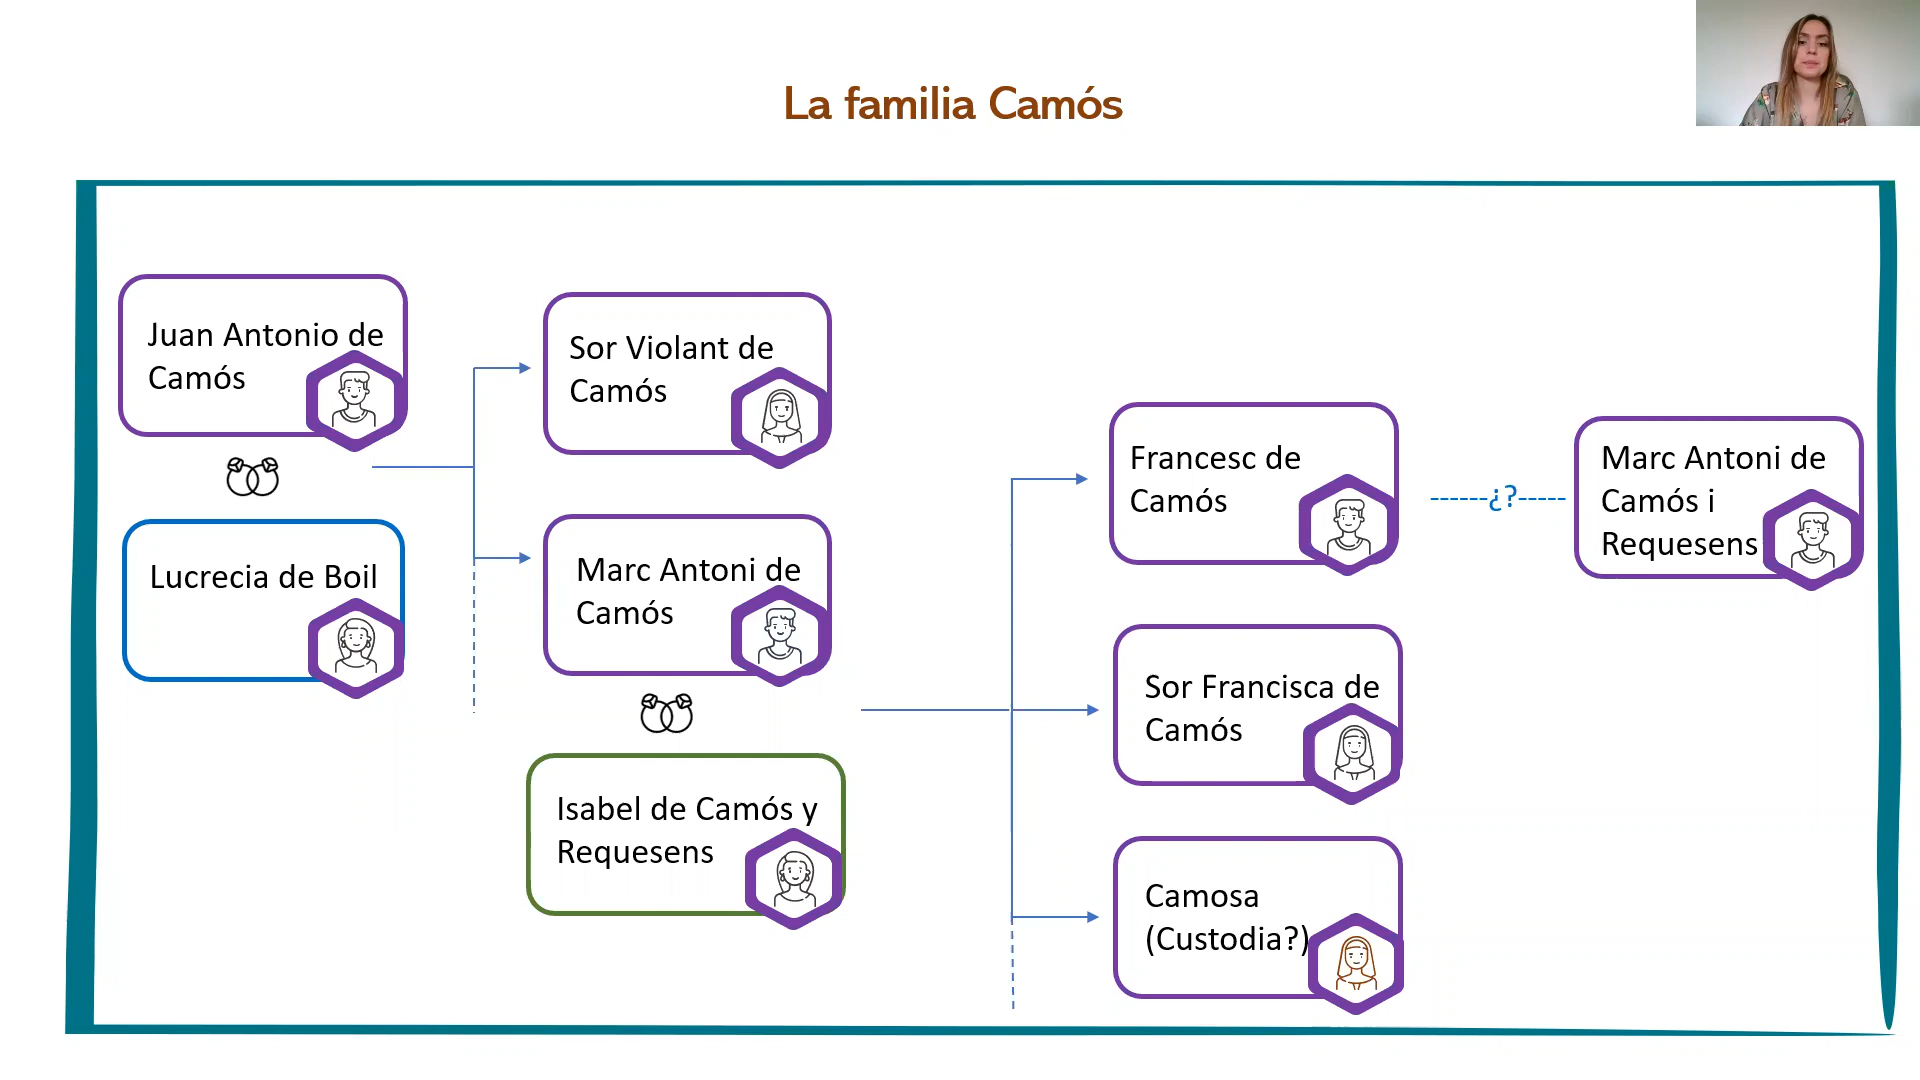 La familia Camós
Juan Antonio de
Camós
Lucrecia de Boil
Sor Violant de
Camós
Marc Antoni de
Camós
Isabel de Camós y
Requesens
Francesc de
Camós
------¿?-----
Marc Antoni de
Camós i
Requesens
Sor Francisca de
Camós
Camosa
(Custodia?)